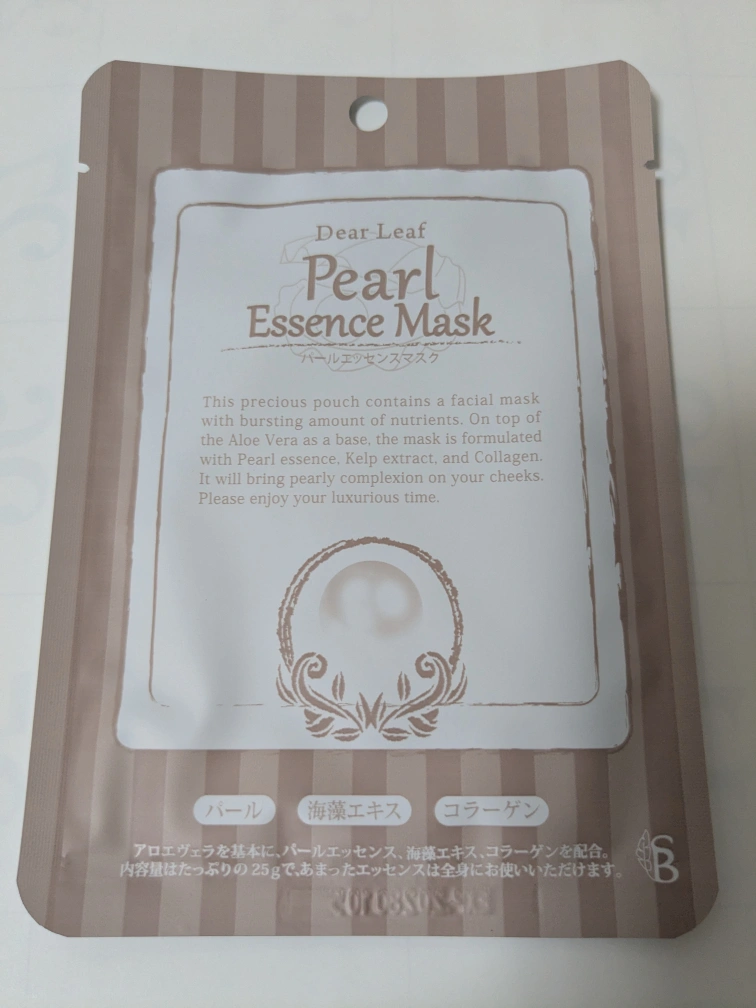 Dear Leaf
Pearl
Essence Mask
パールエッセンスマスク
This precious pouch contains a facial mask
with bursting amount of nutrients. On top of
the Aloe Vera as a base, the mask is formulated
with Pearl essence, Kelp extract, and Collagen.
It will bring pearly complexion on your cheeks.
Please enjoy your luxurious time.
パール 海藻エキス コラーゲン
アロエヴェラを基本に、パールエッセンス、海藻エキス、コラーゲンを配合。
内容量はたっぷりの25gで、あまったエッセンスは全身にお使いいただけます。
SB